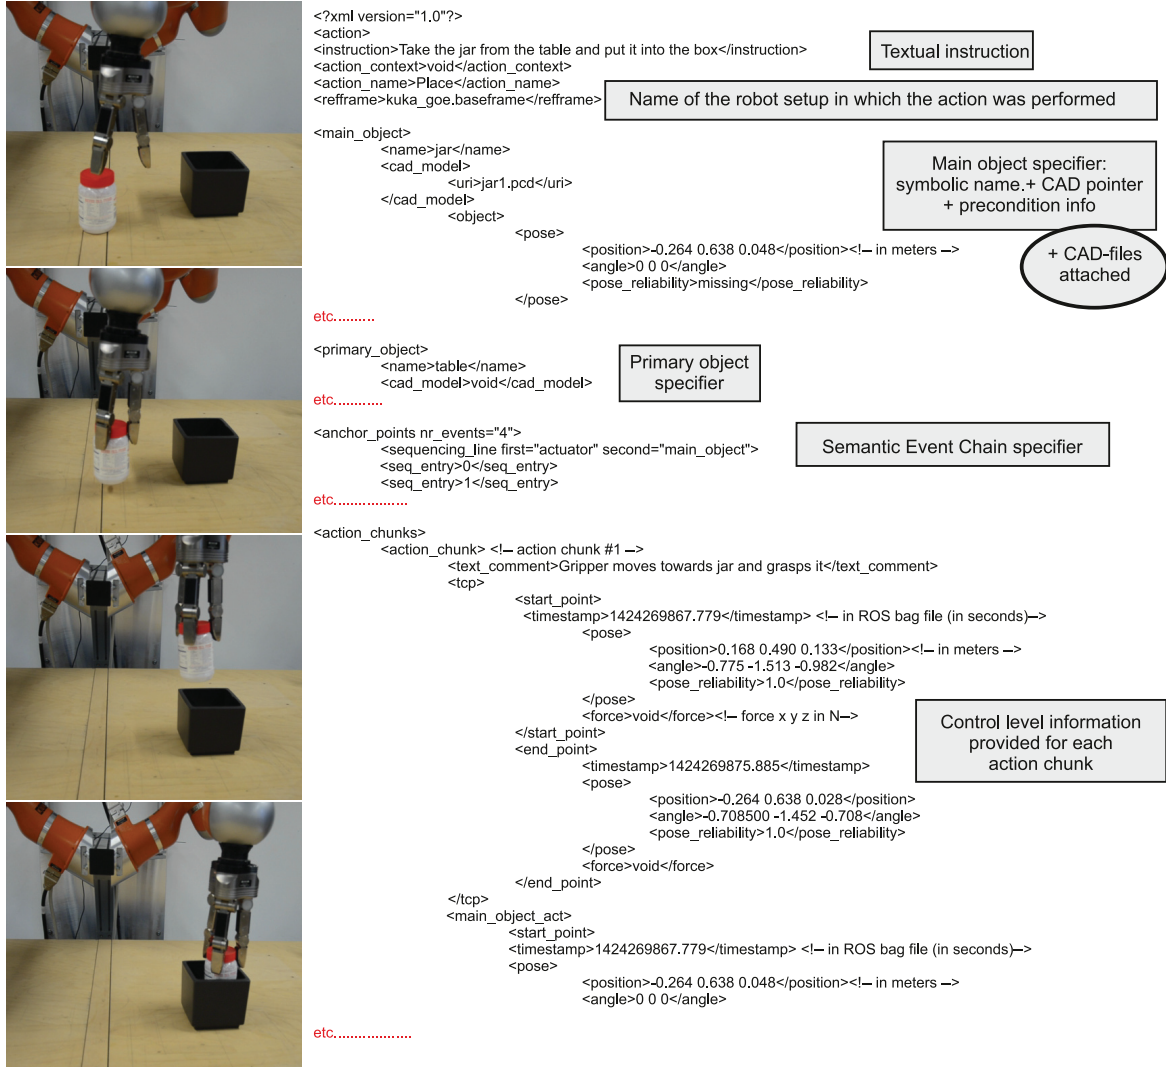 <?xml version="1.0"?>
<action>
<instruction>Take the jar from the table and put it into the box</instruction>
Textual instruction
<action_context>void</action_context>
<action_name>Place</action_name>
<refframe>kuka_goe.baseframe</refframe>
Name of the robot setup in which the action was performed
<main_object>
<name>jar</name>
<cad_model>
<uri>jar1.pcd</uri>
</cad_model>
Main object specifier:
symbolic name.+ CAD pointer
+ precondition info
<object>
<pose>
<position>-0.264 0.638 0.048</position><!– in meters –>
<angle>0 0 0</angle>
<pose_reliability>missing</pose_reliability>
</pose>
+ CAD-files
attached
etc..........
<primary_object>
<name>table</name>
<cad_model>void</cad_model>
Primary object
specifier
etc............
<anchor_points nr_events="4">
<sequencing_line first="actuator" second="main_object">
<seq_entry>0</seq_entry>
<seq_entry>1</seq_entry>
Semantic Event Chain specifier
etc..................
<action_chunks>
<action_chunk> <!– action chunk #1 –>
<text_comment>Gripper moves towards jar and grasps it</text_comment>
<tcp>
<start_point>
<timestamp>1424269867.779</timestamp> <!– in ROS bag file (in seconds)–>
<pose>
<position>0.168 0.490 0.133</position><!– in meters –>
<angle>-0.775 -1.513 -0.982</angle>
<pose_reliability>1.0</pose_reliability>
</pose>
<force>void</force><!– force x y z in N–>
</start_point>
<end_point>
<timestamp>1424269875.885</timestamp>
<pose>
<position>-0.264 0.638 0.028</position>
<angle>-0.708500 -1.452 -0.708</angle>
<pose_reliability>1.0</pose_reliability>
</pose>
<force>void</force>
</end_point>
</tcp>
Control level information
provided for each
action chunk
<main_object_act>
<start_point>
<timestamp>1424269867.779</timestamp> <!– in ROS bag file (in seconds)–>
<pose>
<position>-0.264 0.638 0.048</position><!– in meters –>
<angle>0 0 0</angle>
etc...................